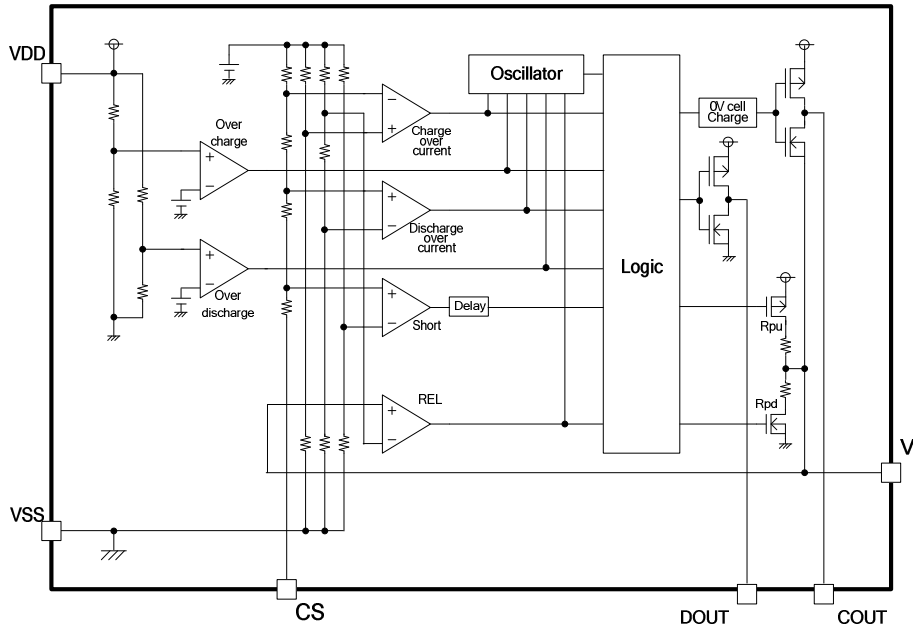 VDD
Over
charge
Over
discharge
VSS
−
+
Charge
over
current
+
−
Discharge
over
current
+
−
Short
Delay
REL
+
−
+
−
+
−
Oscillator
Logic
0V cell
Charge
Rpu
Rpd
V
CS
DOUT
COUT